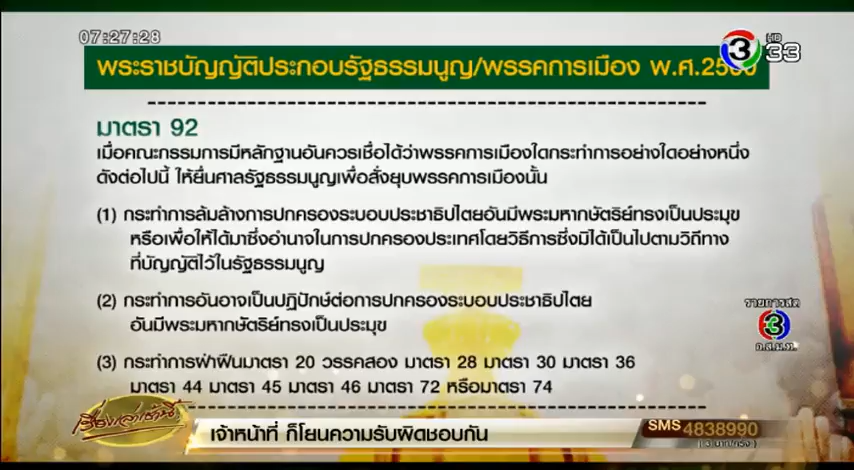 07:27:28
3 HD 33
พระราชบัญญัติประกอบรัฐธรรมนูญ/พรรคการเมือง พ.ศ.2560
มาตรา 92
เมื่อคณะกรรมการมีหลักฐานอันควรเชื่อได้ว่าพรรคการเมืองใดกระทำการอย่างใดอย่างหนึ่ง
ดังต่อไปนี้ ให้ยื่นศาลรัฐธรรมนูญเพื่อสั่งยุบพรรคการเมืองนั้น
(1) กระทำการล้มล้างการปกครองระบอบประชาธิปไตยอันมีพระมหากษัตริย์ทรงเป็นประมุข
หรือเพื่อให้ได้มาซึ่งอำนาจในการปกครองประเทศโดยวิธีการซึ่งมิได้เป็นไปตามวิถีทาง
ที่บัญญัติไว้ในรัฐธรรมนูญ
(2) กระทำการอันอาจเป็นปฏิปักษ์ต่อการปกครองระบอบประชาธิปไตย
อันมีพระมหากษัตริย์ทรงเป็นประมุข
รายการสด
3
อ.ส.ม.ท.
(3) กระทำการฝ่าฝืนมาตรา 20 วรรคสอง มาตรา 28 มาตรา 30 มาตรา 36
มาตรา 44 มาตรา 45 มาตรา 46 มาตรา 72 หรือมาตรา 74
เรื่องเล่าเช้านี้
เจ้าหน้าที่ ก็โยนความรับผิดชอบกัน
SMS 4838990